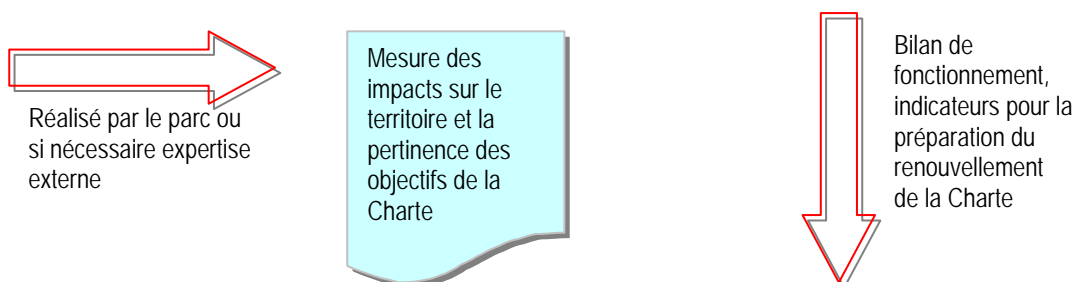 Réalisé par le parc ou
si nécessaire expertise
externe
Mesure des
impacts sur le
territoire et la
pertinence des
objectifs de la
Charte
Bilan de
fonctionnement,
indicateurs pour la
préparation du
renouvellement
de la Charte